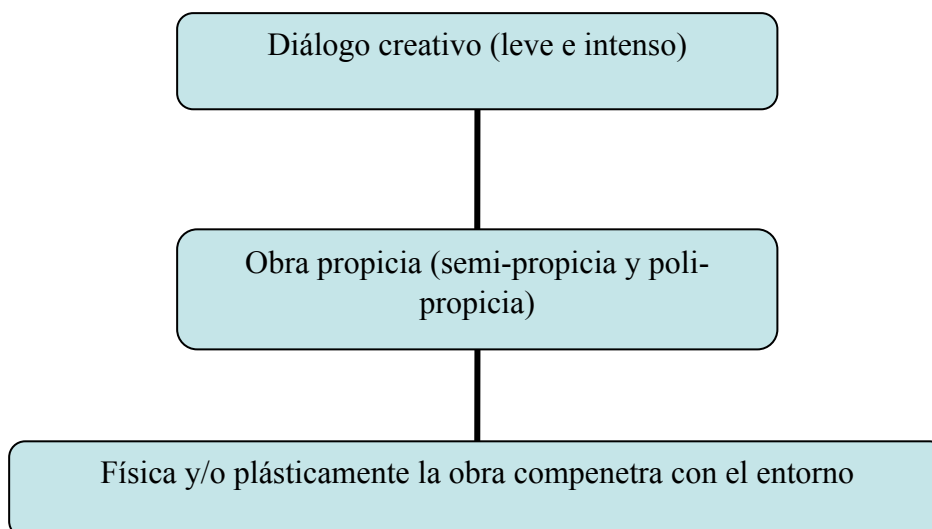 Diálogo creativo (leve e intenso)
Obra propicia (semi-propicia y poli-
propicia)
Física y/o plásticamente la obra compenetra con el entorno